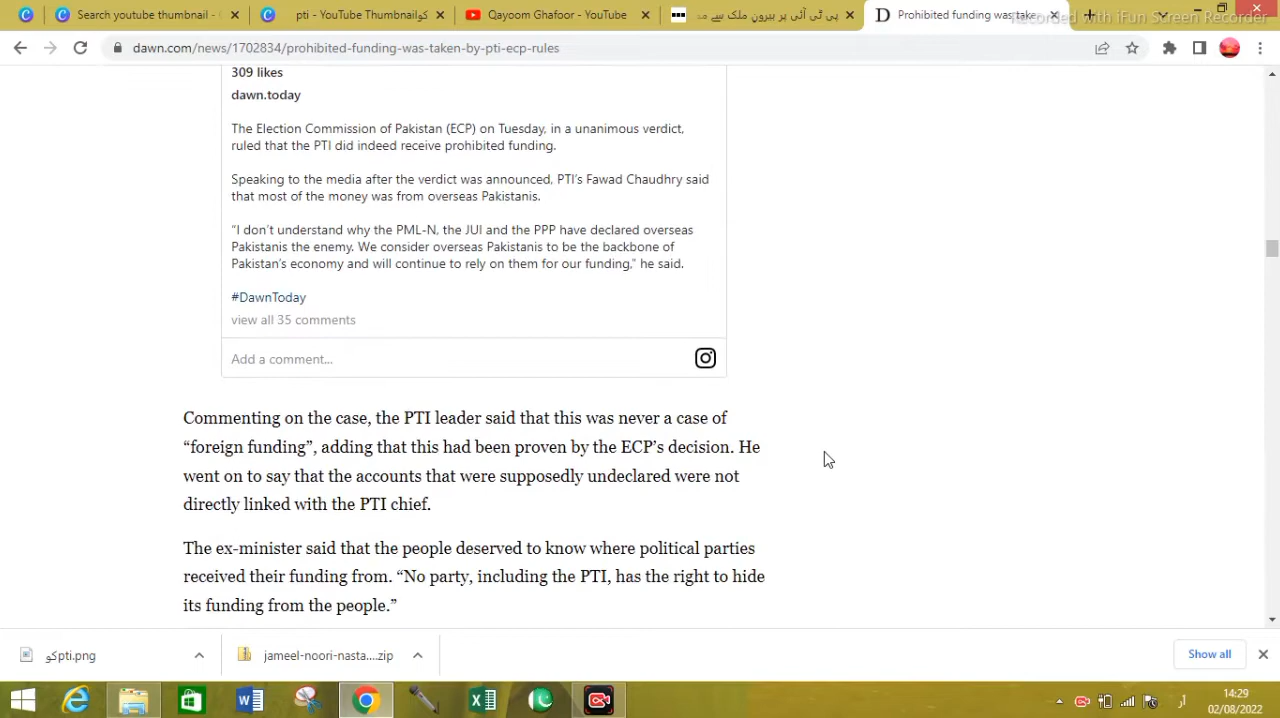 Search youtube thumbnail -
pti - YouTube Thumbnailکو
Qayoom Ghafoor - YouTube
پی ٹی آئی پر بیرونِ ملک سے مـ
Prohibited funding was take
Recorded with iFun Screen Recorder
dawn.com/news/1702834/prohibited-funding-was-taken-by-pti-ecp-rules
309 likes
dawn.today
The Election Commission of Pakistan (ECP) on Tuesday, in a unanimous verdict,
ruled that the PTI did indeed receive prohibited funding.
Speaking to the media after the verdict was announced, PTI’s Fawad Chaudhry said
that most of the money was from overseas Pakistanis.
“I don’t understand why the PML-N, the JUI and the PPP have declared overseas
Pakistanis the enemy. We consider overseas Pakistanis to be the backbone of
Pakistan’s economy and will continue to rely on them for our funding,” he said.
#DawnToday
view all 35 comments
Add a comment...
Commenting on the case, the PTI leader said that this was never a case of
“foreign funding”, adding that this had been proven by the ECP’s decision. He
went on to say that the accounts that were supposedly undeclared were not
directly linked with the PTI chief.
The ex-minister said that the people deserved to know where political parties
received their funding from. “No party, including the PTI, has the right to hide
its funding from the people.”
کوpti.png
jameel-noori-nasta....zip
Show all
14:29
02/08/2022